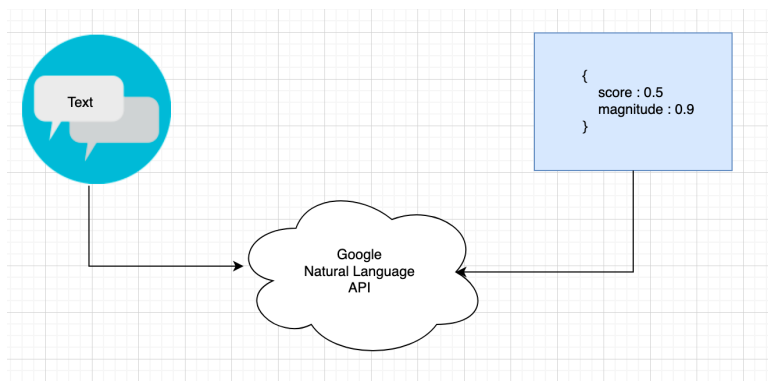 Text
{
score : 0.5
magnitude : 0.9
}
Google
Natural Language
API